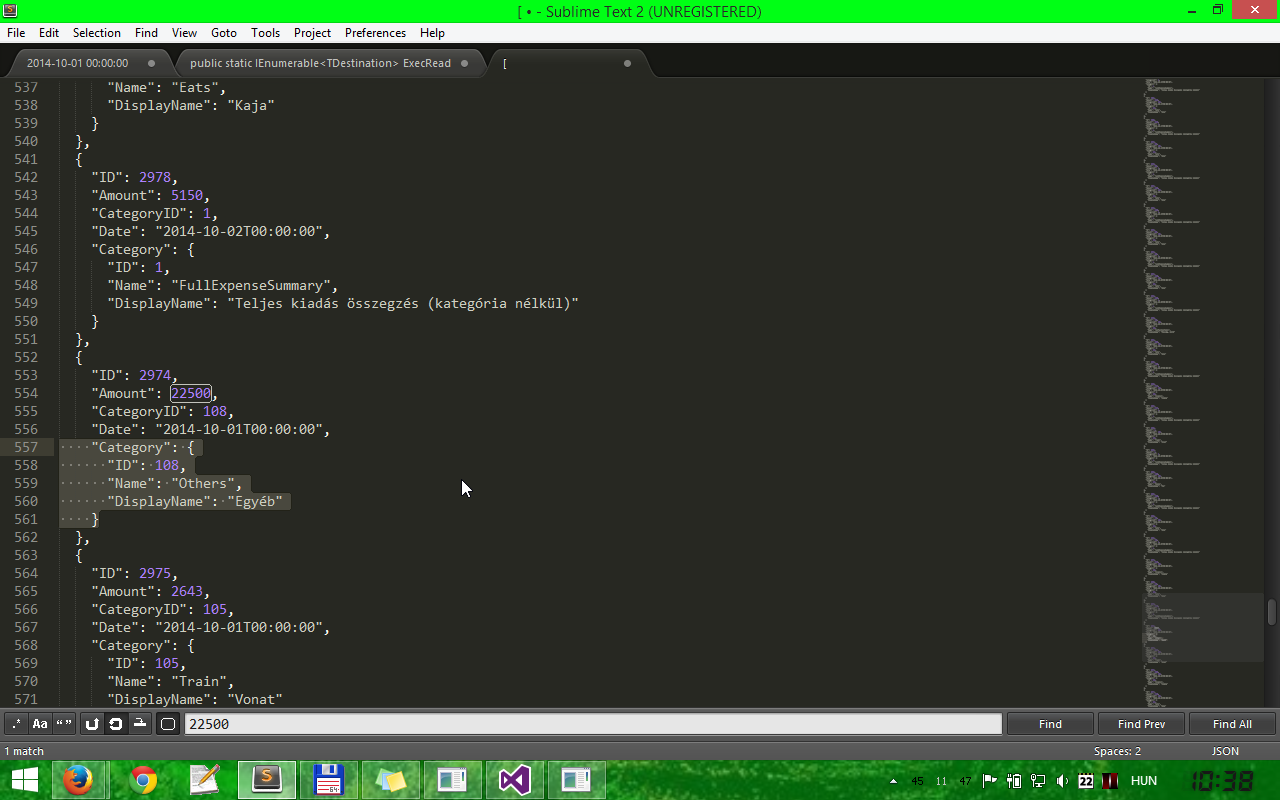 [ • - Sublime Text 2 (UNREGISTERED)
File Edit Selection Find View Goto Tools Project Preferences Help
2014-10-01 00:00:00 public static IEnumerable<TDestination> ExecRead [
537 "Name": "Eats",
538 "DisplayName": "Kaja"
539 }
540 },
541 {
542 "ID": 2978,
543 "Amount": 5150,
544 "CategoryID": 1,
545 "Date": "2014-10-02T00:00:00",
546 "Category": {
547 "ID": 1,
548 "Name": "FullExpenseSummary",
549 "DisplayName": "Teljes kiadás összegzés (kategória nélkül)"
550 }
551 },
552 {
553 "ID": 2974,
554 "Amount": 22500,
555 "CategoryID": 108,
556 "Date": "2014-10-01T00:00:00",
557 "Category": {
558 "ID": 108,
559 "Name": "Others",
560 "DisplayName": "Egyéb"
561 }
562 },
563 {
564 "ID": 2975,
565 "Amount": 2643,
566 "CategoryID": 105,
567 "Date": "2014-10-01T00:00:00",
568 "Category": {
569 "ID": 105,
570 "Name": "Train",
571 "DisplayName": "Vonat"
.* Aa “” 22500 Find Find Prev Find All
1 match Spaces: 2 JSON
64 45 11 47 22 HUN 10:38